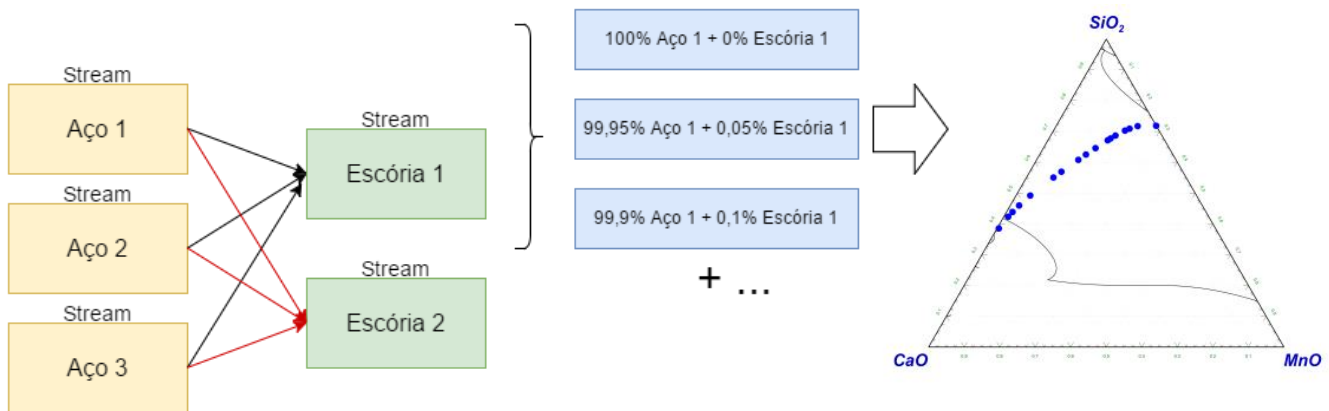 Stream
Aço 1
Stream
Aço 2
Stream
Aço 3
Stream
Escória 1
Stream
Escória 2
100% Aço 1 + 0% Escória 1
99,95% Aço 1 + 0,05% Escória 1
99,9% Aço 1 + 0,1% Escória 1
+ ...
SiO₂
CaO
MnO